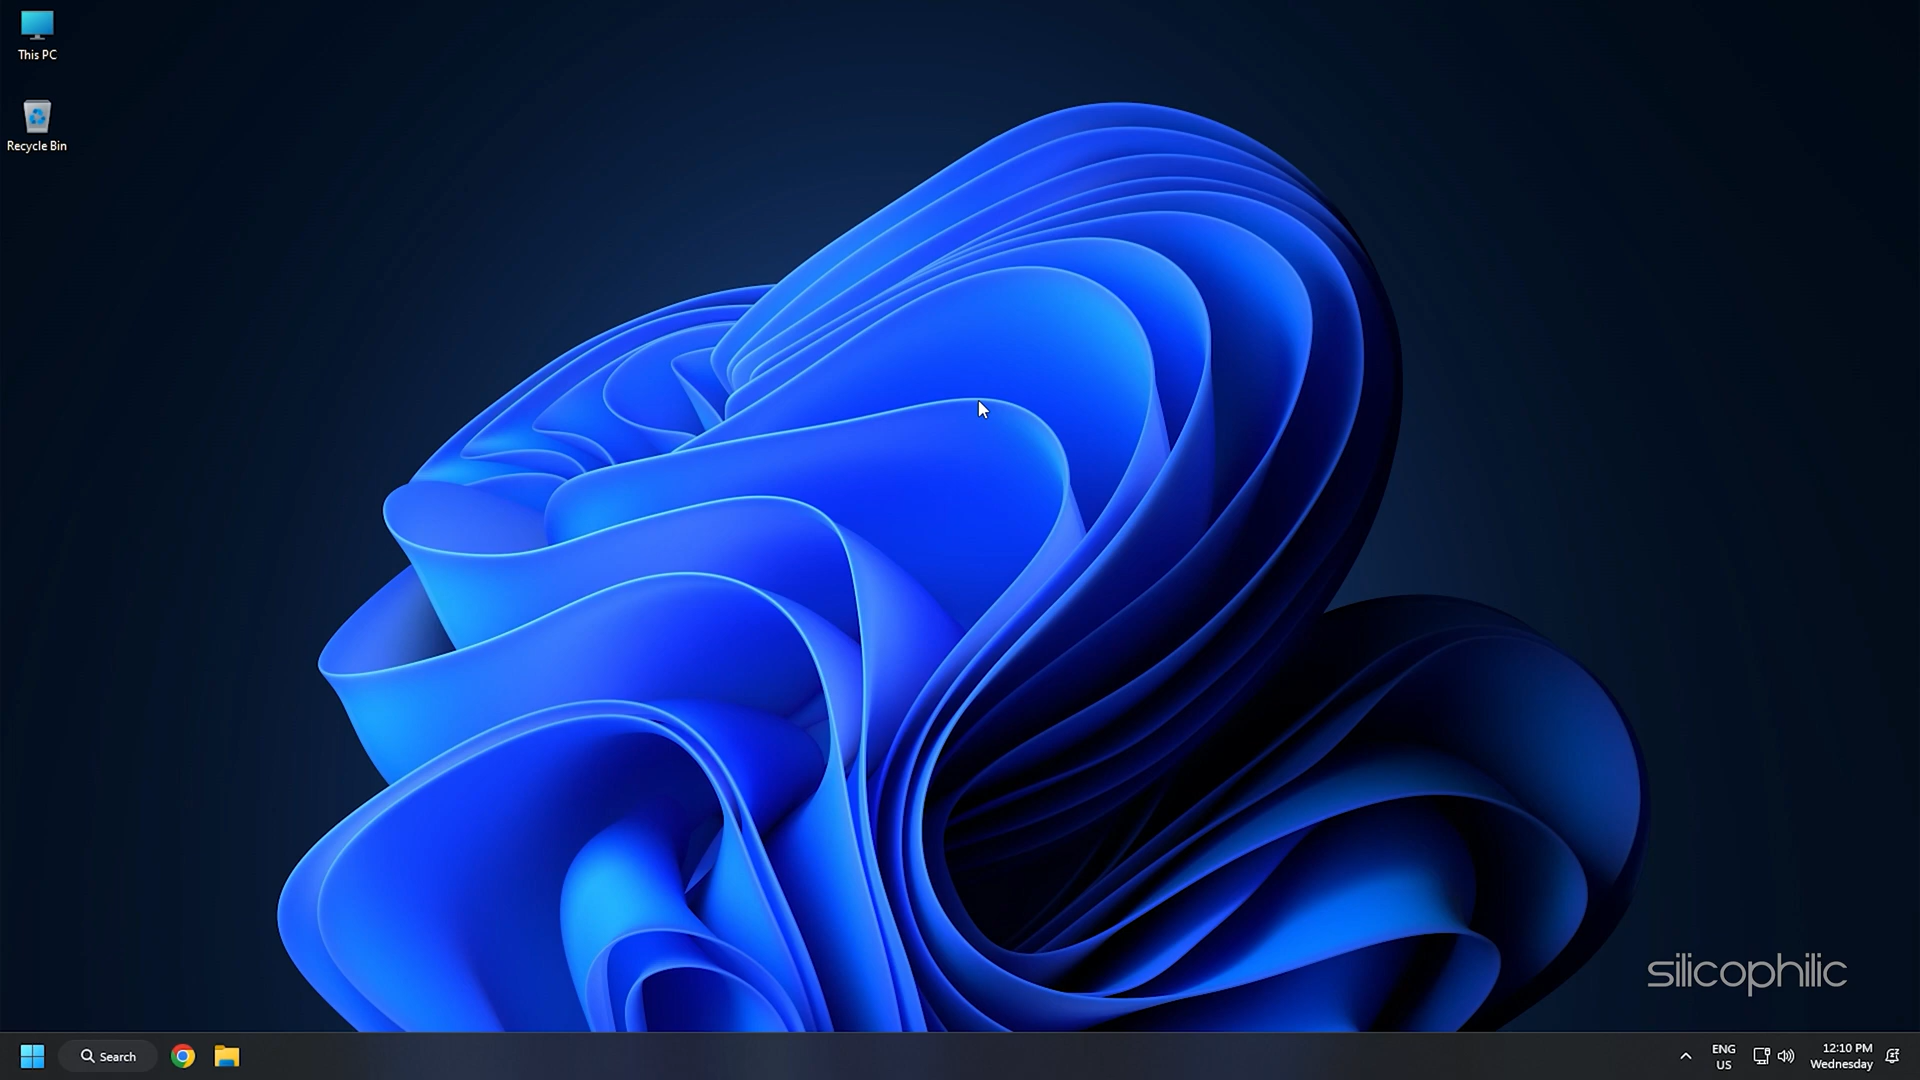 This PC
Recycle Bin
silicophilic
Search
ENG
US
12:10 PM
Wednesday